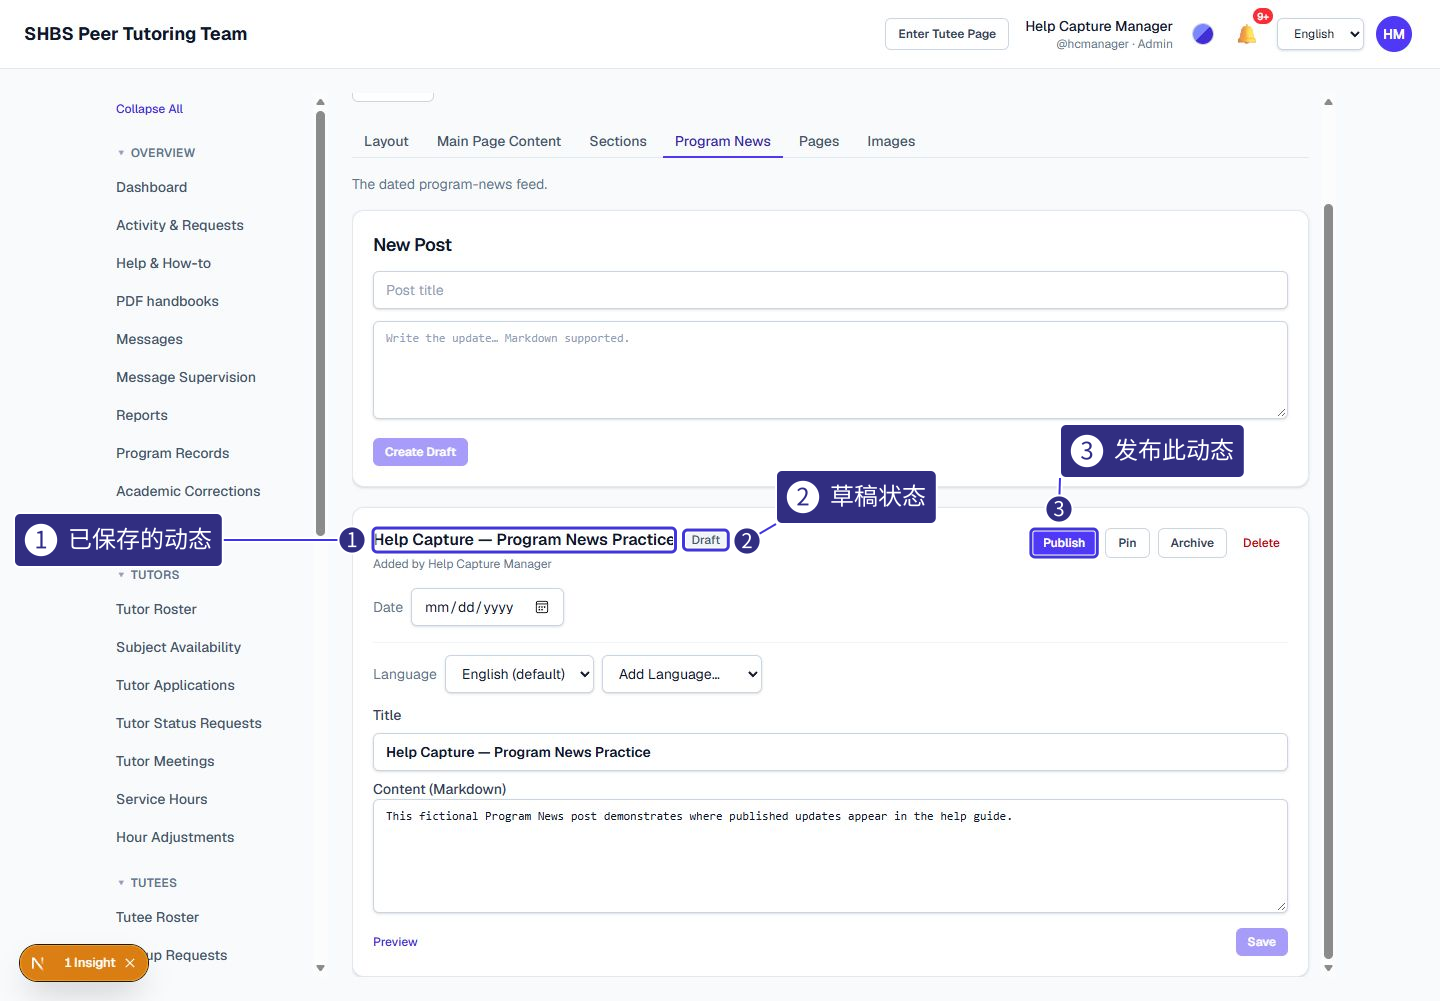 SHBS Peer Tutoring Team
Enter Tutee Page
Help Capture Manager
@hcmanager · Admin
9+
English
HM
Collapse All
OVERVIEW
Dashboard
Activity & Requests
Help & How-to
PDF handbooks
Messages
Message Supervision
Reports
Program Records
Academic Corrections
TUTORS
Tutor Roster
Subject Availability
Tutor Applications
Tutor Status Requests
Tutor Meetings
Service Hours
Hour Adjustments
TUTEES
Tutee Roster
up Requests
N 1 Insight
Layout Main Page Content Sections Program News Pages Images
The dated program-news feed.
New Post
Post title
Write the update… Markdown supported.
Create Draft
3 发布此动态
2 草稿状态
3
1 已保存的动态
1 Help Capture — Program News Practice Draft 2
Publish Pin Archive Delete
Added by Help Capture Manager
Date mm/dd/yyyy
Language English (default) Add Language…
Title
Help Capture — Program News Practice
Content (Markdown)
This fictional Program News post demonstrates where published updates appear in the help guide.
Preview Save